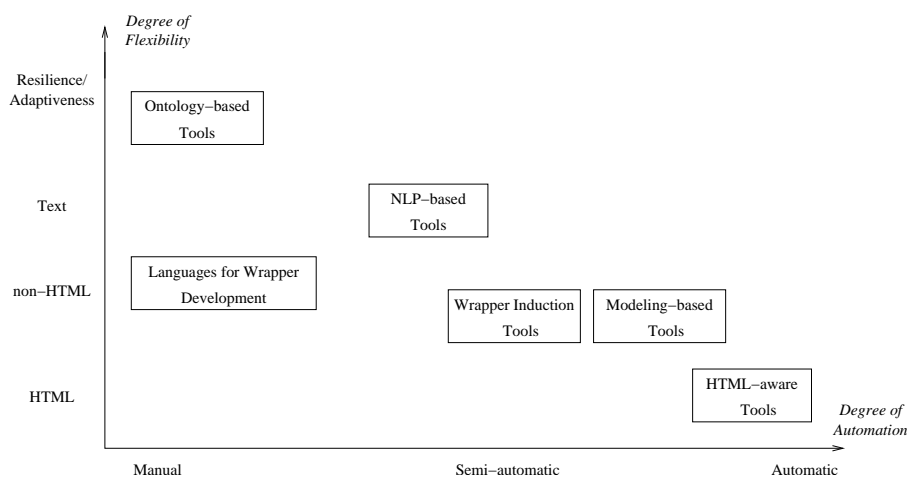 Degree of
Flexibility
Resilience/
Adaptiveness
Ontology−based
Tools
Text
NLP−based
Tools
Languages for Wrapper
Development
non−HTML
Wrapper Induction
Tools
Modeling−based
Tools
HTML
HTML−aware
Tools
Degree of
Automation
Manual
Semi−automatic
Automatic